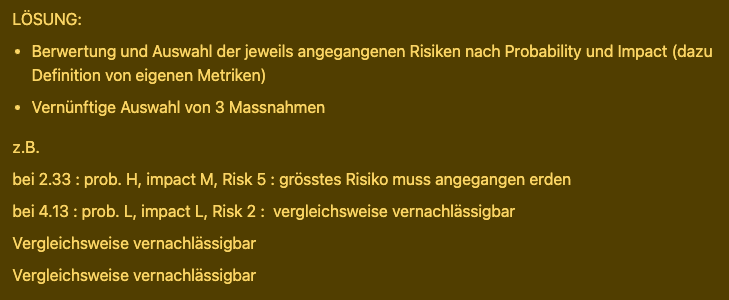 LÖSUNG:
• Berwertung und Auswahl der jeweils angegangenen Risiken nach Probability und Impact (dazu
Definition von eigenen Metriken)
• Vernünftige Auswahl von 3 Massnahmen
z.B.
bei 2.33 : prob. H, impact M, Risk 5 : grösstes Risiko muss angegangen erden
bei 4.13 : prob. L, impact L, Risk 2 : vergleichsweise vernachlässigbar
Vergleichsweise vernachlässigbar
Vergleichsweise vernachlässigbar